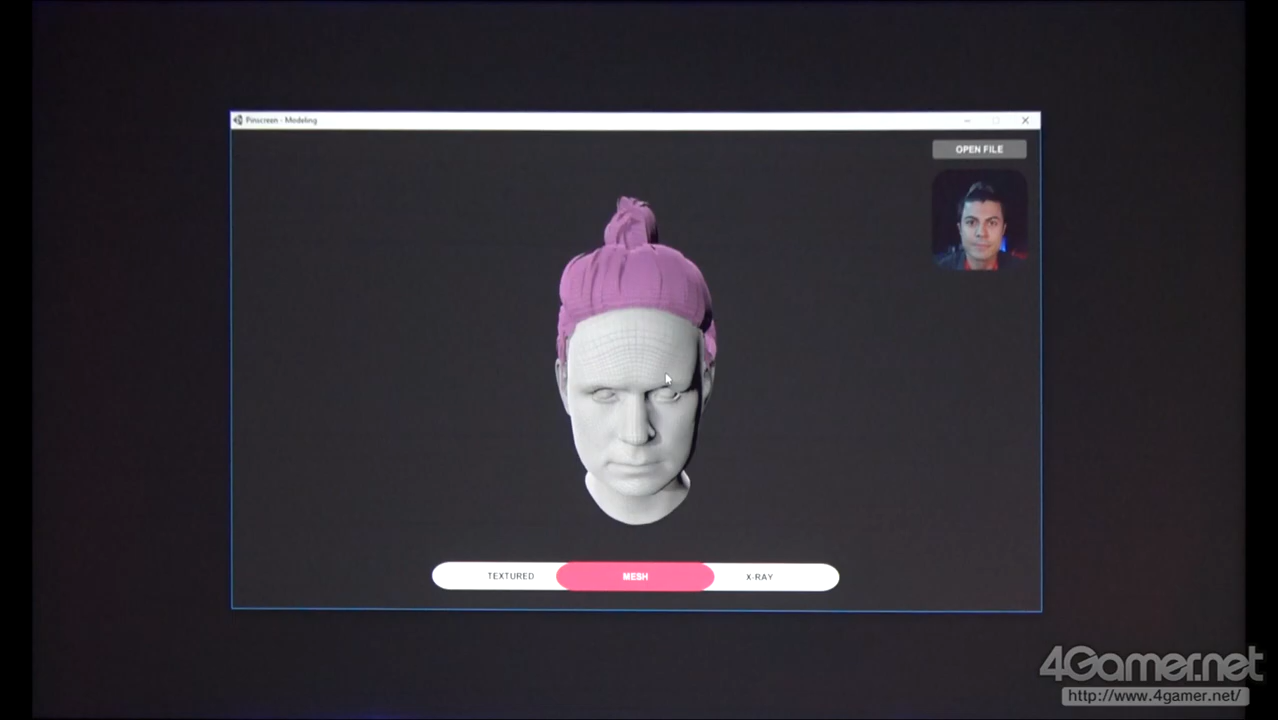 Pinscreen - Modeling
OPEN FILE
TEXTURED
MESH
X-RAY
4Gamer.net
http://www.4gamer.net/